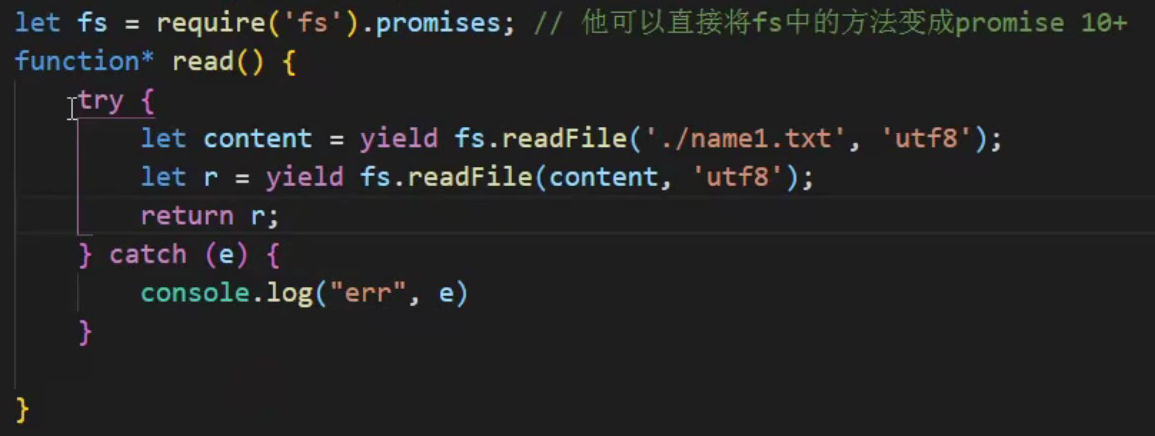 let fs = require('fs').promises; // 他可以直接将fs中的方法变成promise 10+
function* read() {
    try {
        let content = yield fs.readFile('./name1.txt', 'utf8');
        let r = yield fs.readFile(content, 'utf8');
        return r;
    } catch (e) {
        console.log("err", e)
    }
}